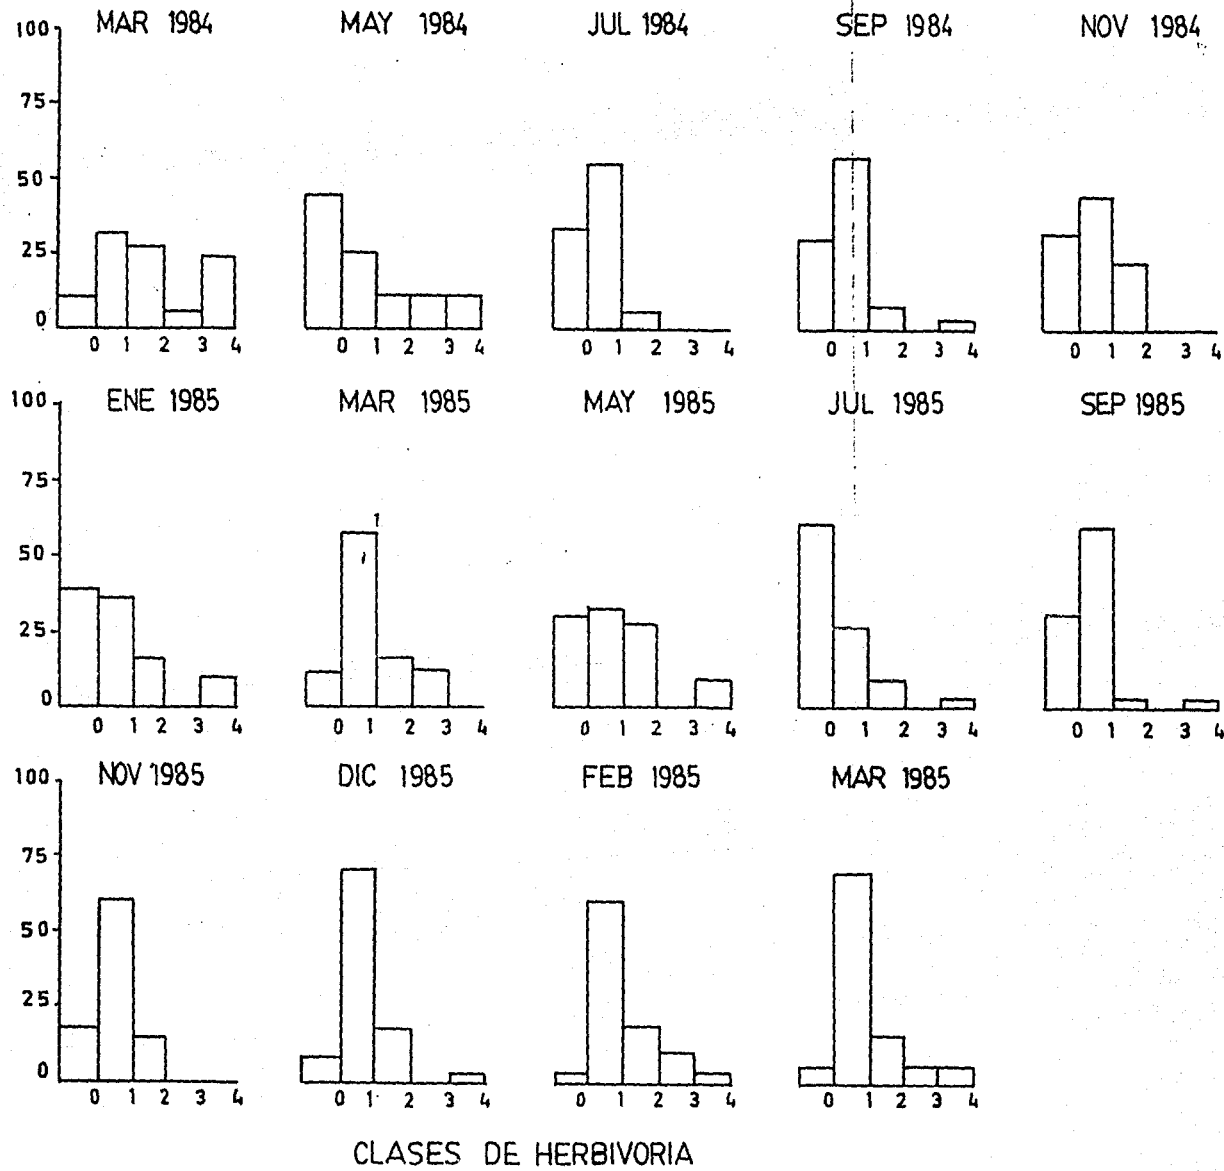 MAR 1984 MAY 1984 JUL 1984 SEP 1984 NOV 1984
100
75
50
25
0
0 1 2 3 4 0 1 2 3 4 0 1 2 3 4 0 1 2 3 4 0 1 2 3 4
ENE 1985 MAR 1985 MAY 1985 JUL 1985 SEP 1985
100
75
50
25
0
0 1 2 3 4 0 1 2 3 4 0 1 2 3 4 0 1 2 3 4 0 1 2 3 4
NOV 1985 DIC 1985 FEB 1985 MAR 1985
100
75
50
25
0
0 1 2 3 4 0 1 2 3 4 0 1 2 3 4 0 1 2 3 4
CLASES DE HERBIVORIA